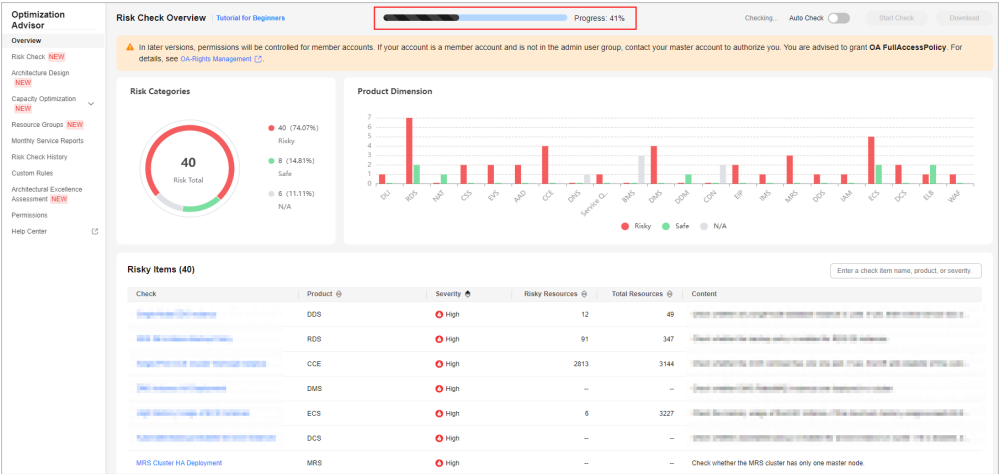 Optimization
Advisor
Overview
Risk Check NEW
Architecture Design
NEW
Capacity Optimization
NEW
Resource Groups NEW
Monthly Service Reports
Risk Check History
Custom Rules
Architectural Excellence
Assessment NEW
Permissions
Help Center
Risk Check Overview Tutorial for Beginners
Progress: 41%
Checking... Auto Check Start Check Download
In later versions, permissions will be controlled for member accounts. If your account is a member account and is not in the admin user group, contact your master account to authorize you. You are advised to grant OA FullAccessPolicy. For
details, see OA-Rights Management.
Risk Categories
40
Risk Total
40 (74.07%)
Risky
8 (14.81%)
Safe
6 (11.11%)
N/A
Product Dimension
7
6
5
4
3
2
1
0
DLI RDS NAT CSS EVS AAD CCE DNS Service Q... BMS DMS DDM CDN EIP IMS MRS DDS IAM ECS DCS ELB WAF
Risky Safe N/A
Risky Items (40)
Enter a check item name, product, or severity.
Check Product Severity Risky Resources Total Resources Content
DDS High 12 49
RDS High 91 347
CCE High 2813 3144
DMS High -- --
ECS High 6 3227
DCS High -- --
MRS Cluster HA Deployment MRS High -- -- Check whether the MRS cluster has only one master node.